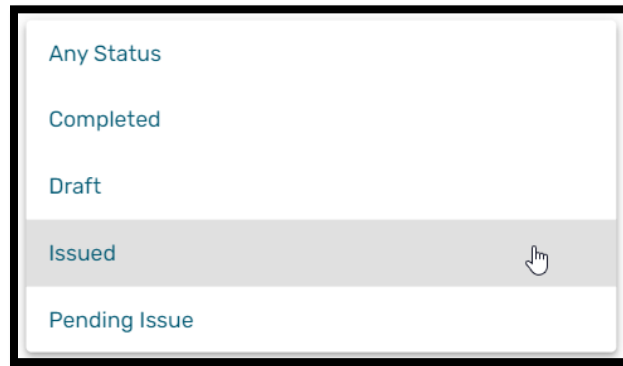 Any Status
Completed
Draft
Issued
Pending Issue